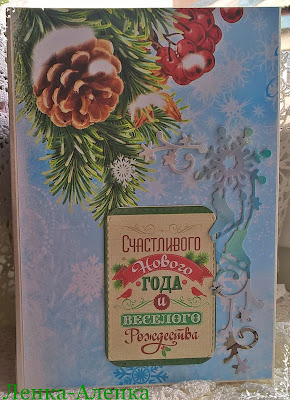 Счастливого
Нового
года
и
веселого
Рождества
Ленка-Аленка